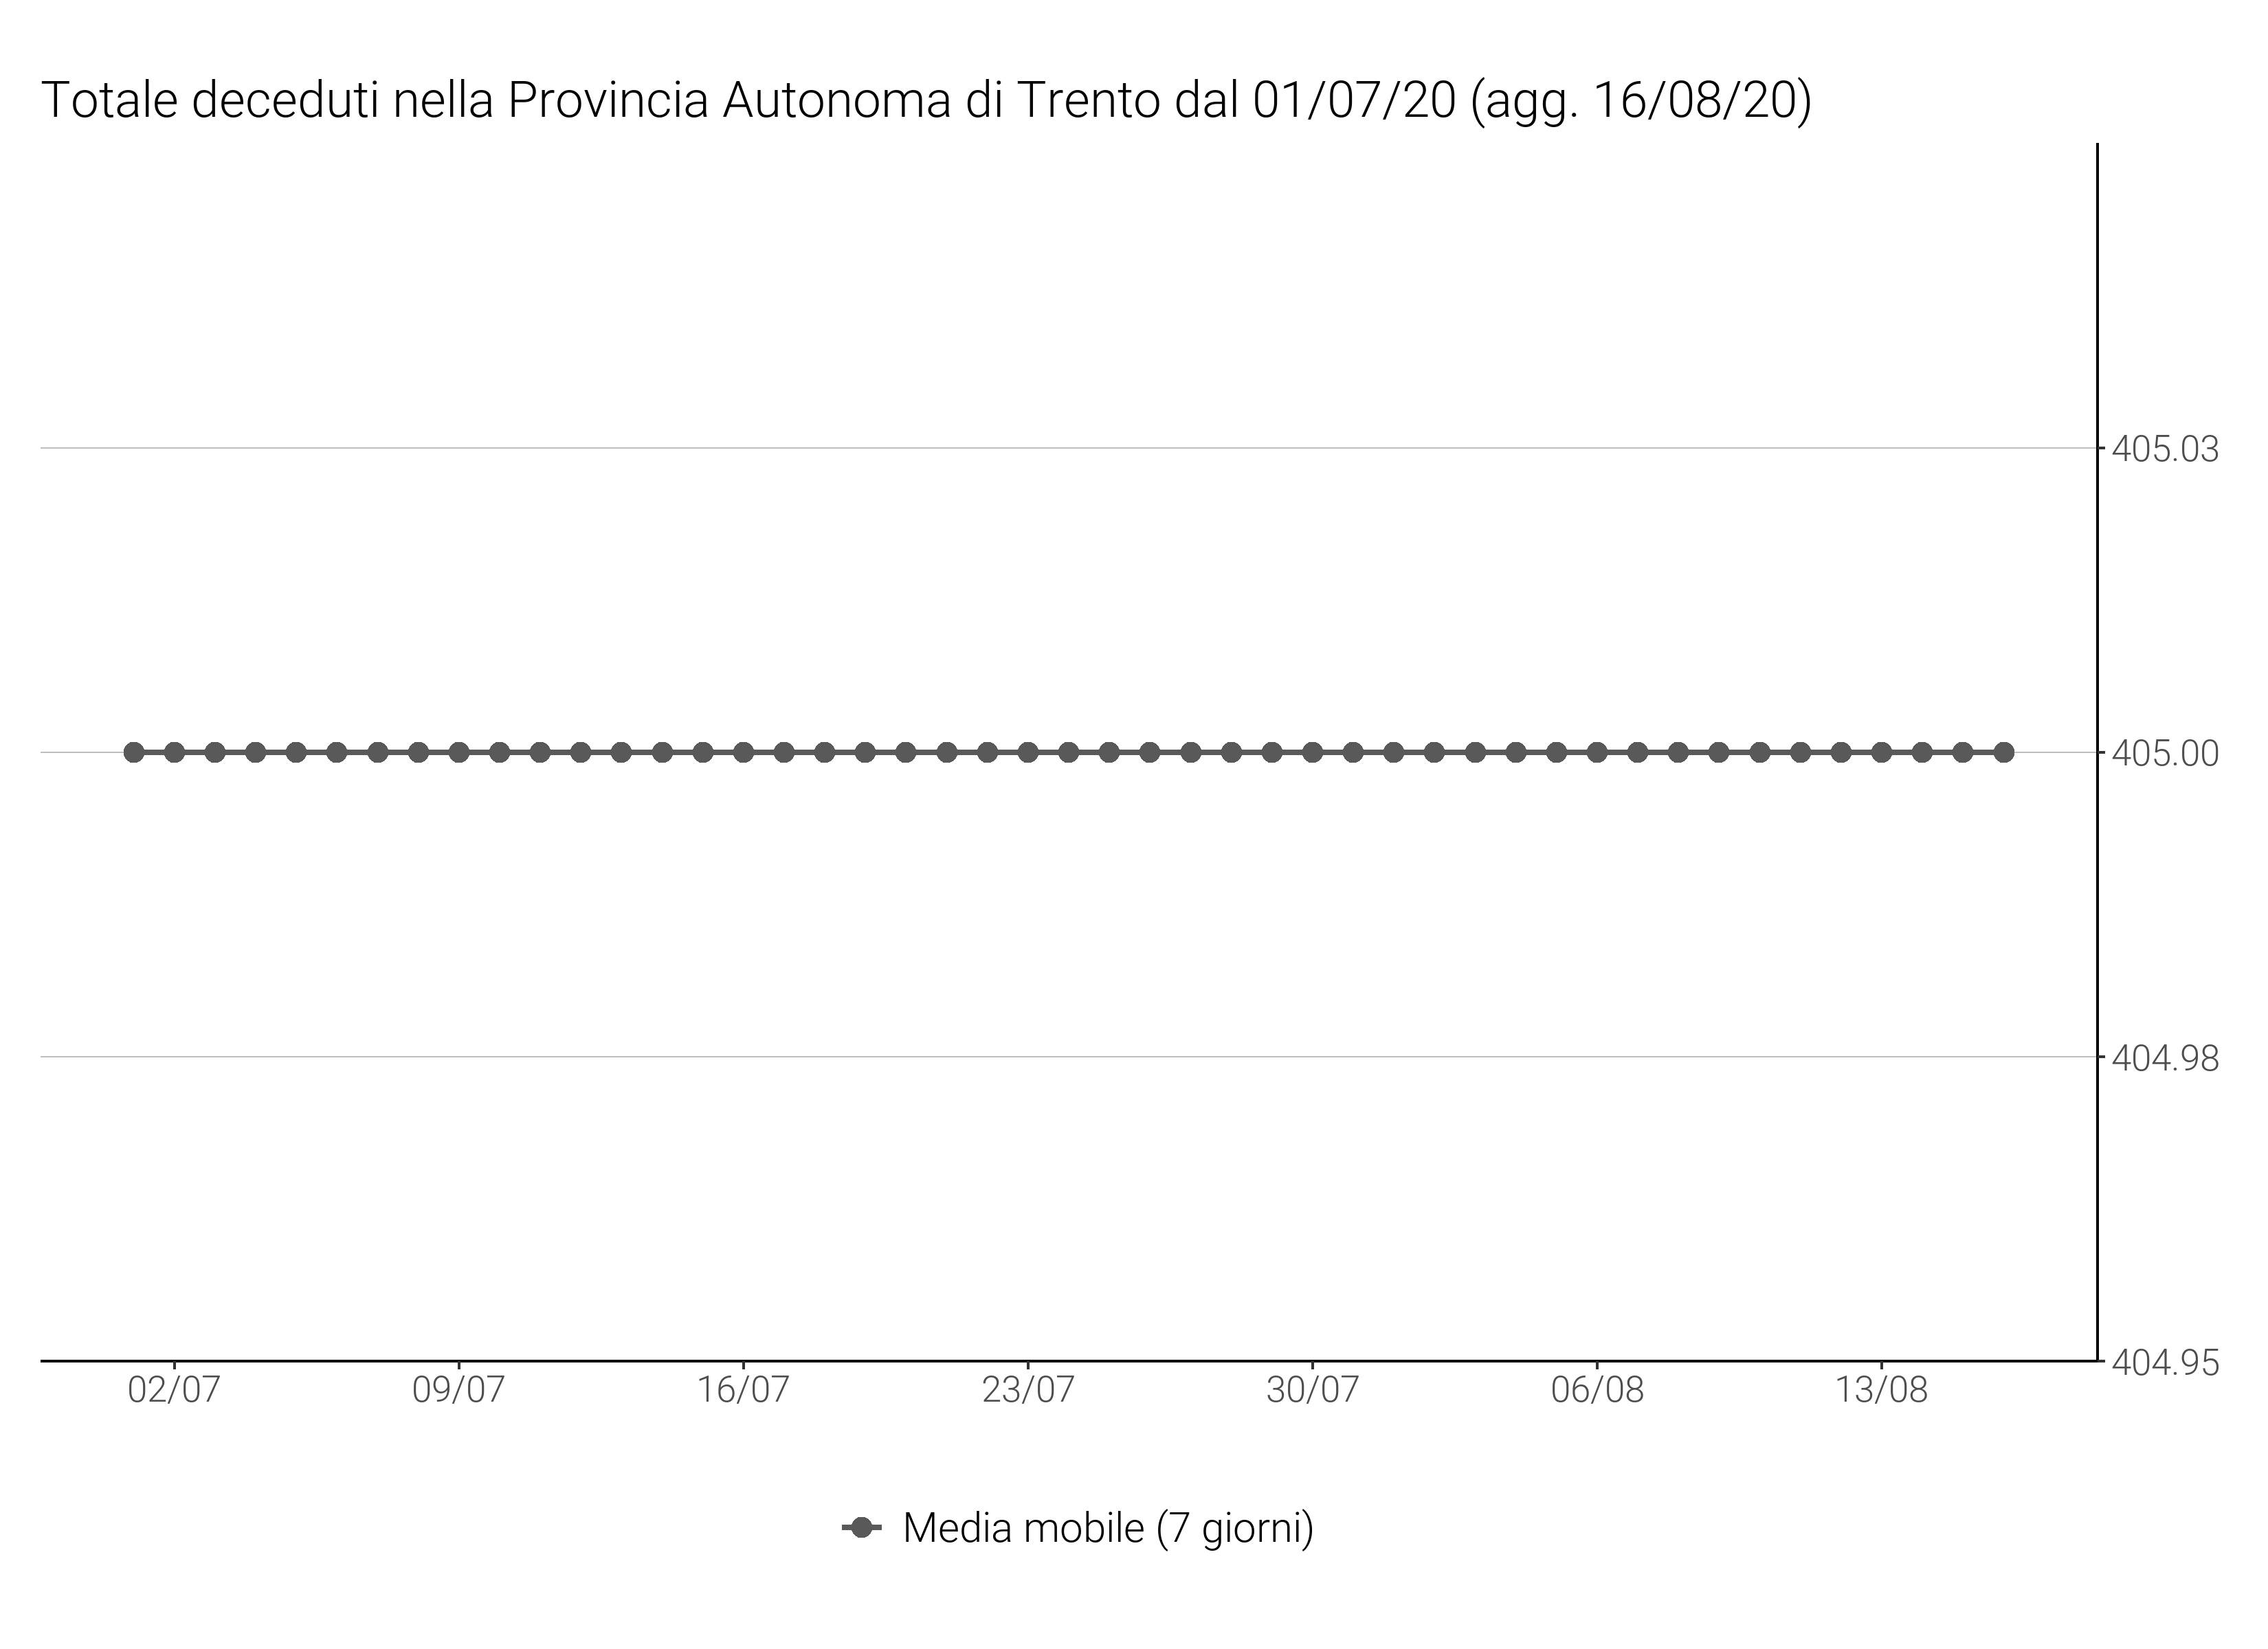 Totale deceduti nella Provincia Autonoma di Trento dal 01/07/20 (agg. 16/08/20)
405.03
405.00
404.98
404.95
02/07 09/07 16/07 23/07 30/07 06/08 13/08
Media mobile (7 giorni)